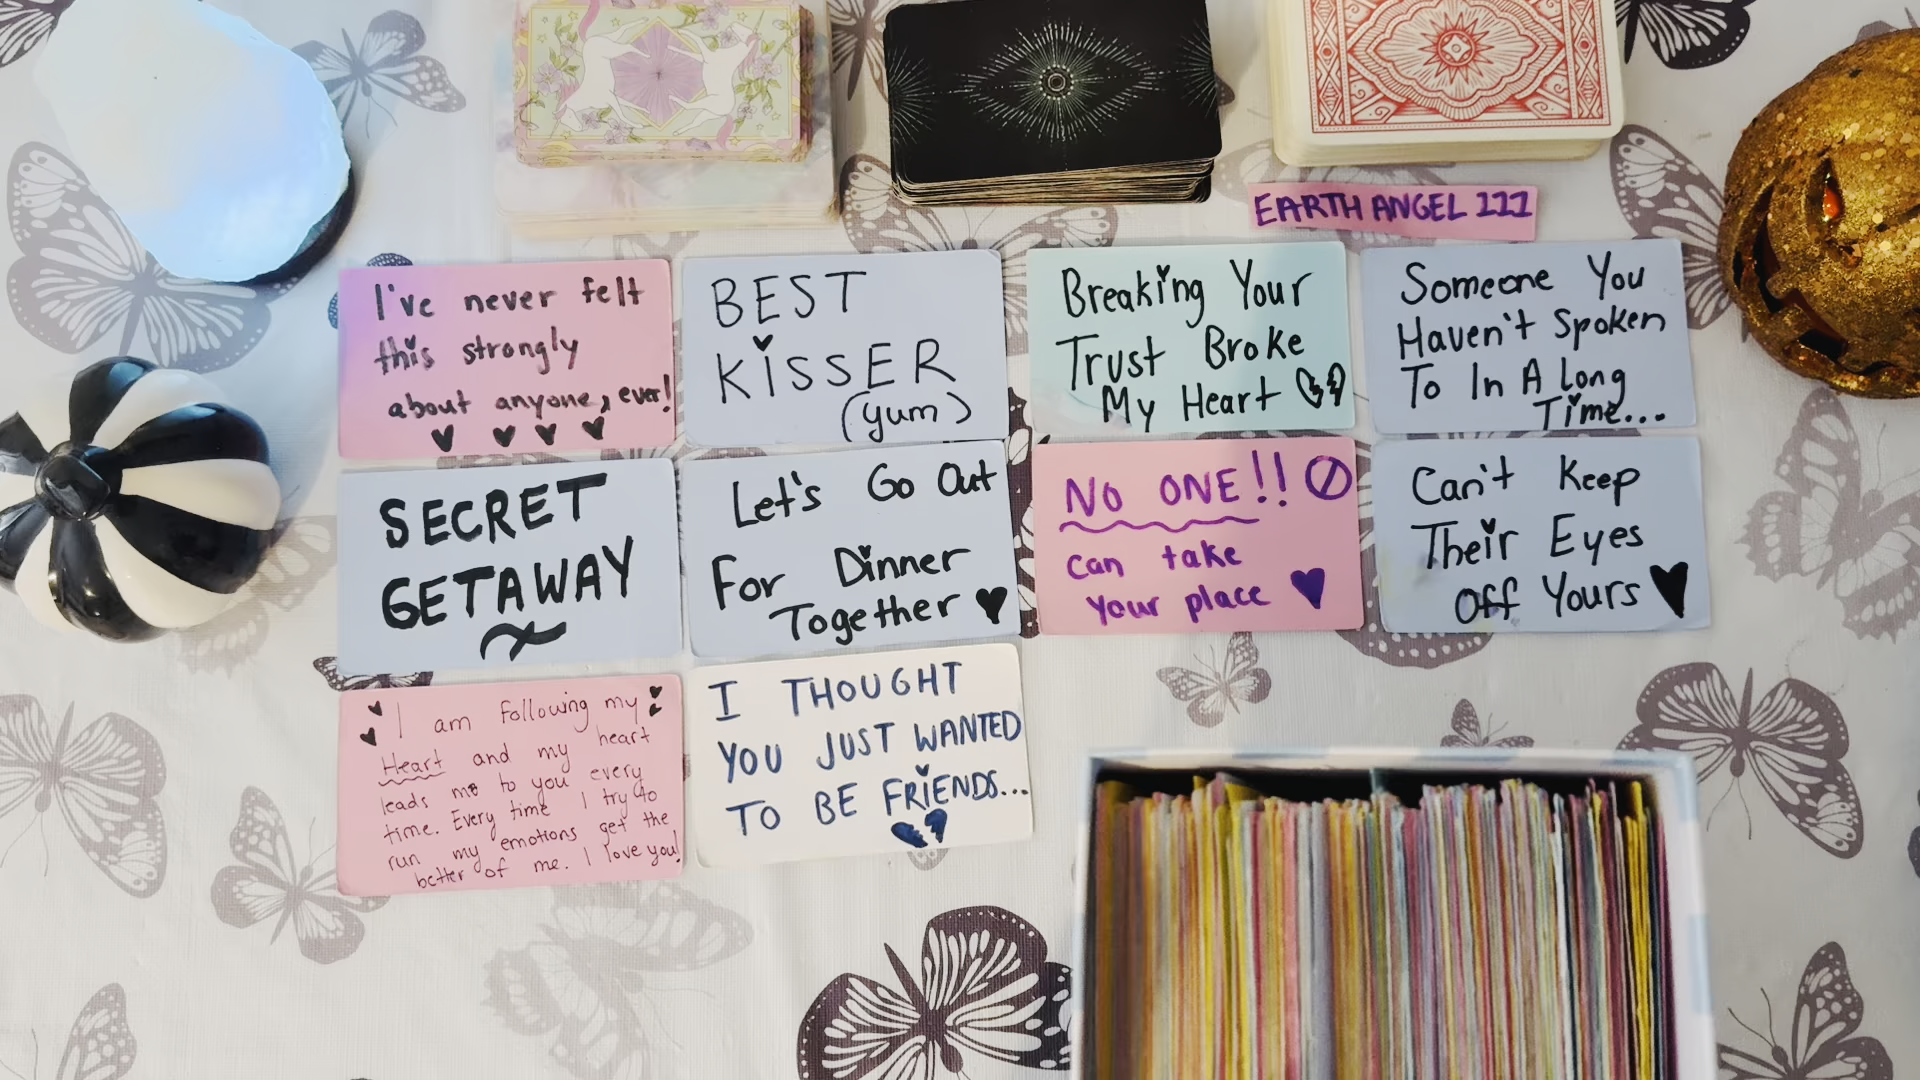 EARTH ANGEL 111
I've never felt
this strongly
about anyone, ever!
BEST
KISSER
(yum)
Breaking Your
Trust Broke
My Heart
Someone You
Haven't Spoken
To In A Long
Time...
SECRET
GETAWAY
Let's Go Out
For Dinner
Together
NO ONE!!
can take
your place
Can't Keep
Their Eyes
Off Yours
I am following my
Heart and my heart
leads me to you every
time. Every time I try to
run my emotions get the
better of me. I love you!
I THOUGHT
YOU JUST WANTED
TO BE FRIENDS...